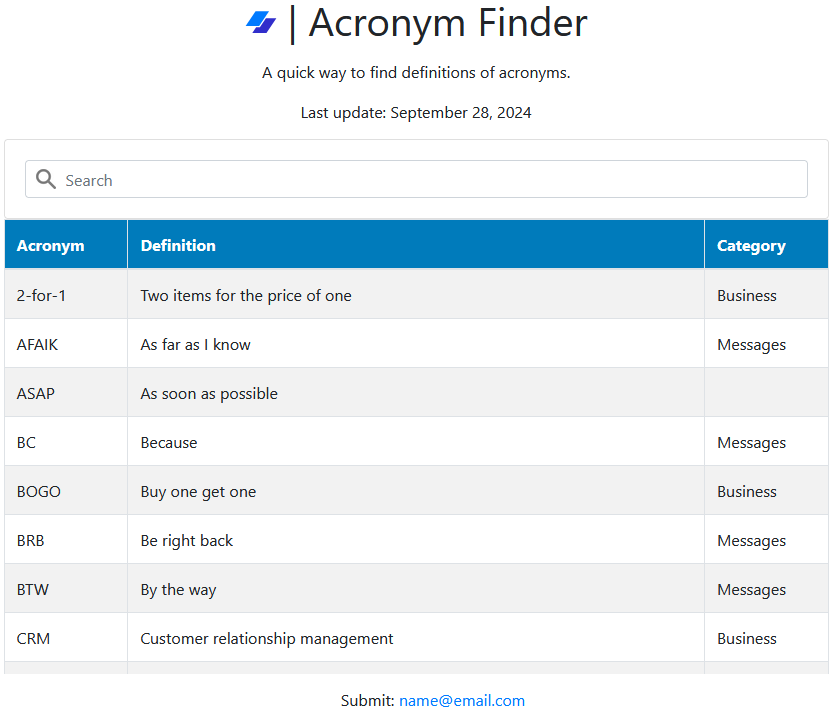 | Acronym Finder
A quick way to find definitions of acronyms.
Last update: September 28, 2024
Search
Acronym Definition Category
2-for-1 Two items for the price of one Business
AFAIK As far as I know Messages
ASAP As soon as possible
BC Because Messages
BOGO Buy one get one Business
BRB Be right back Messages
BTW By the way Messages
CRM Customer relationship management Business
Submit: name@email.com